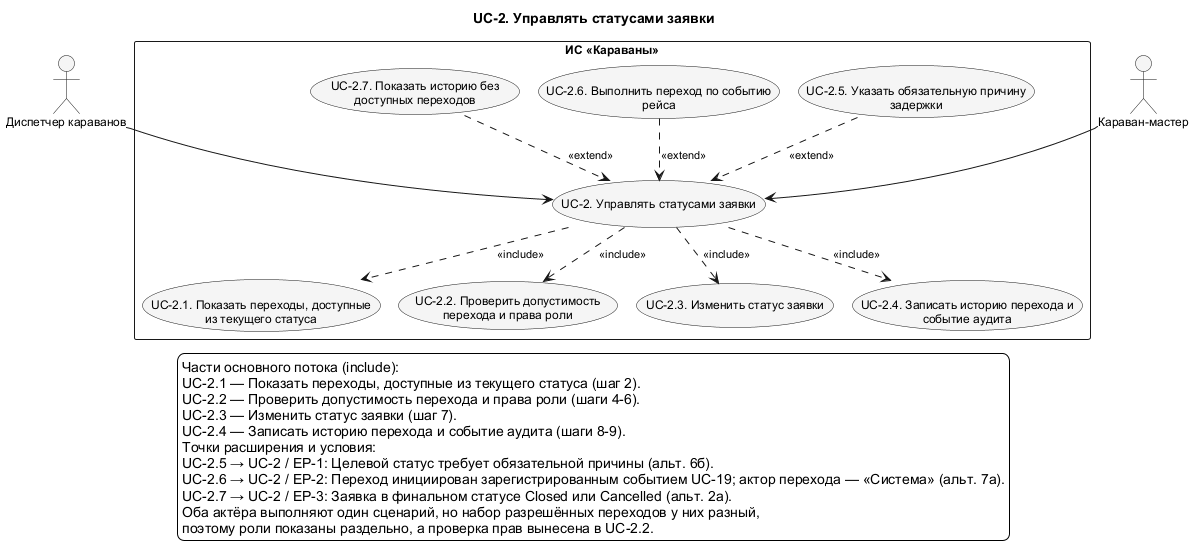 UC-2. Управлять статусами заявки
ИС «Караваны»
Диспетчер караванов
Караван-мастер
UC-2.7. Показать историю без
доступных переходов
UC-2.6. Выполнить переход по событию
рейса
UC-2.5. Указать обязательную причину
задержки
«extend»
«extend»
«extend»
UC-2. Управлять статусами заявки
«include»
«include»
«include»
«include»
UC-2.1. Показать переходы, доступные
из текущего статуса
UC-2.2. Проверить допустимость
перехода и права роли
UC-2.3. Изменить статус заявки
UC-2.4. Записать историю перехода и
событие аудита
Части основного потока (include):
UC-2.1 — Показать переходы, доступные из текущего статуса (шаг 2).
UC-2.2 — Проверить допустимость перехода и права роли (шаги 4-6).
UC-2.3 — Изменить статус заявки (шаг 7).
UC-2.4 — Записать историю перехода и событие аудита (шаги 8-9).
Точки расширения и условия:
UC-2.5 → UC-2 / EP-1: Целевой статус требует обязательной причины (альт. 6б).
UC-2.6 → UC-2 / EP-2: Переход инициирован зарегистрированным событием UC-19; актор перехода — «Система» (альт. 7а).
UC-2.7 → UC-2 / EP-3: Заявка в финальном статусе Closed или Cancelled (альт. 2а).
Оба актёра выполняют один сценарий, но набор разрешённых переходов у них разный,
поэтому роли показаны раздельно, а проверка прав вынесена в UC-2.2.